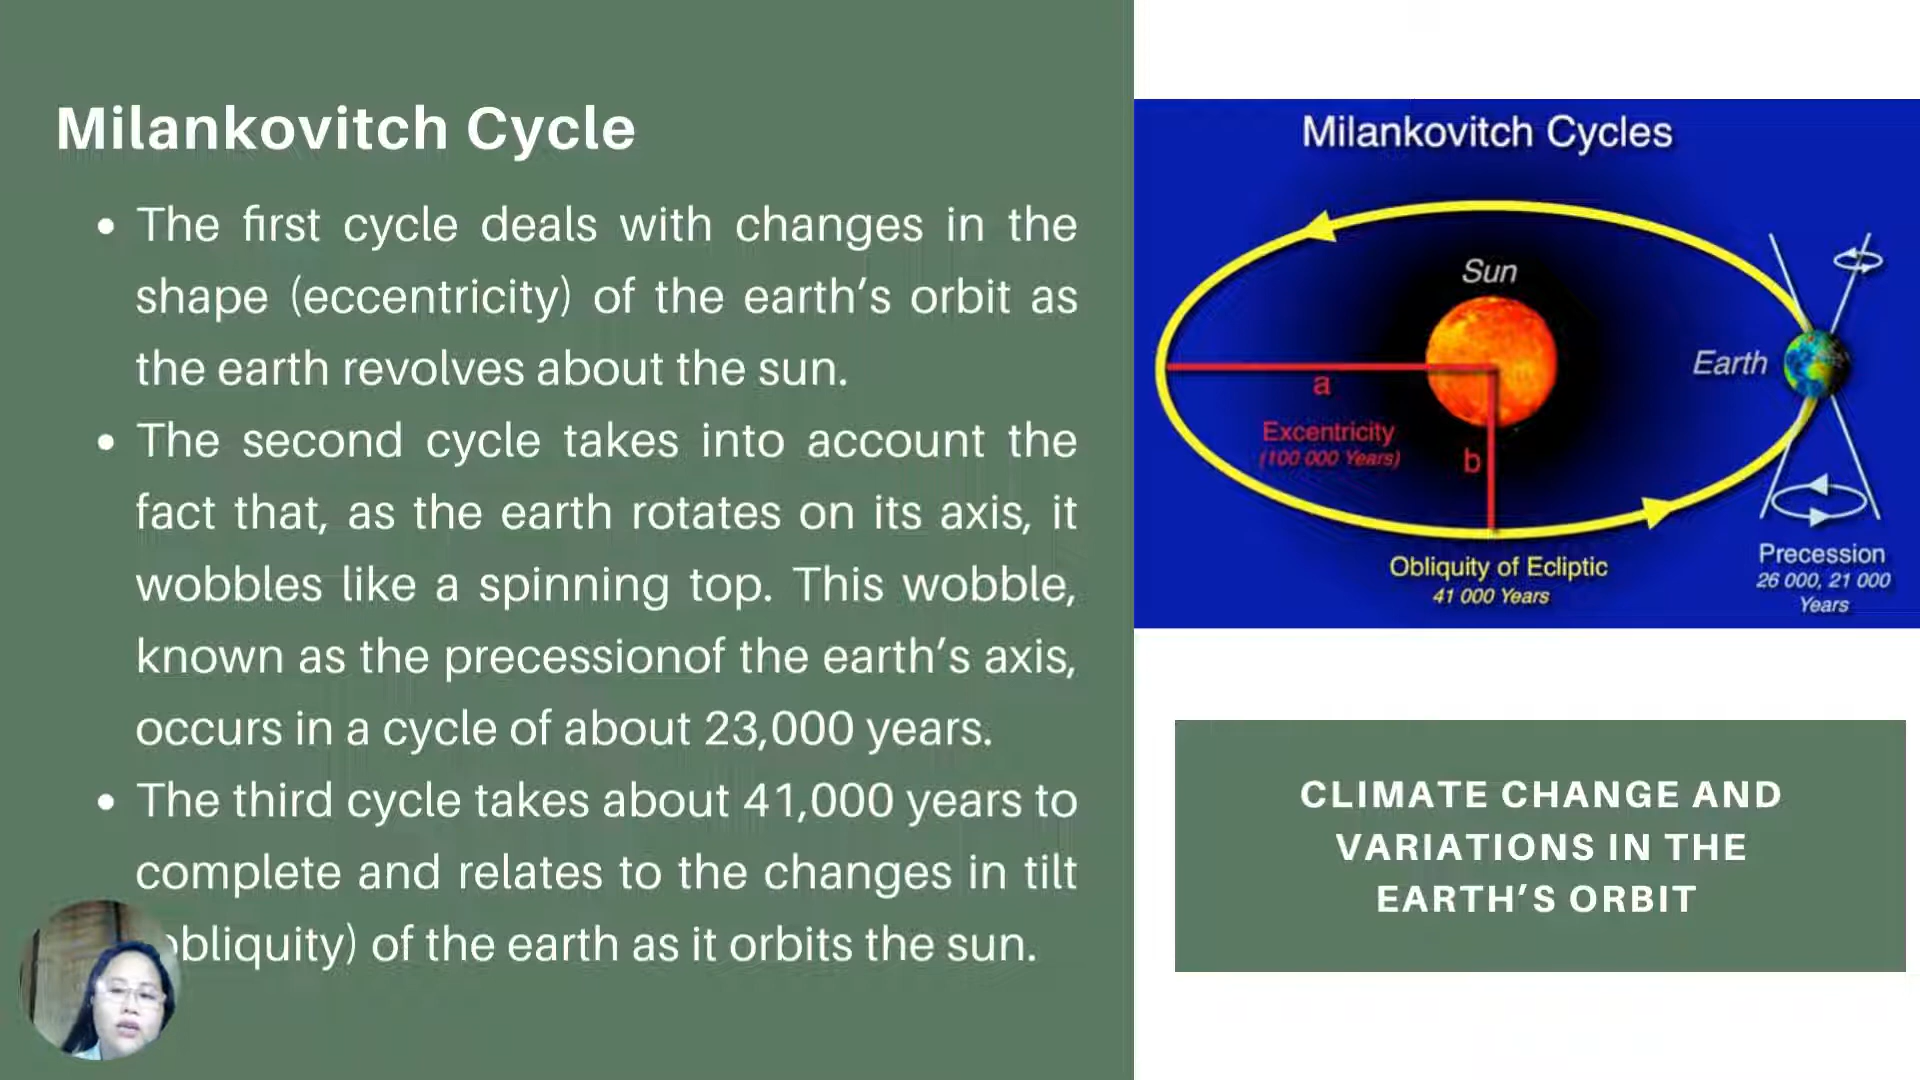 Milankovitch Cycle
• The first cycle deals with changes in the
shape (eccentricity) of the earth’s orbit as
the earth revolves about the sun.
• The second cycle takes into account the
fact that, as the earth rotates on its axis, it
wobbles like a spinning top. This wobble,
known as the precessionof the earth’s axis,
occurs in a cycle of about 23,000 years.
• The third cycle takes about 41,000 years to
complete and relates to the changes in tilt
obliquity) of the earth as it orbits the sun.
Milankovitch Cycles
Sun
Earth
a
Excentricity
(100 000 Years)
b
Obliquity of Ecliptic
41 000 Years
Precession
26 000, 21 000
Years
CLIMATE CHANGE AND
VARIATIONS IN THE
EARTH’S ORBIT